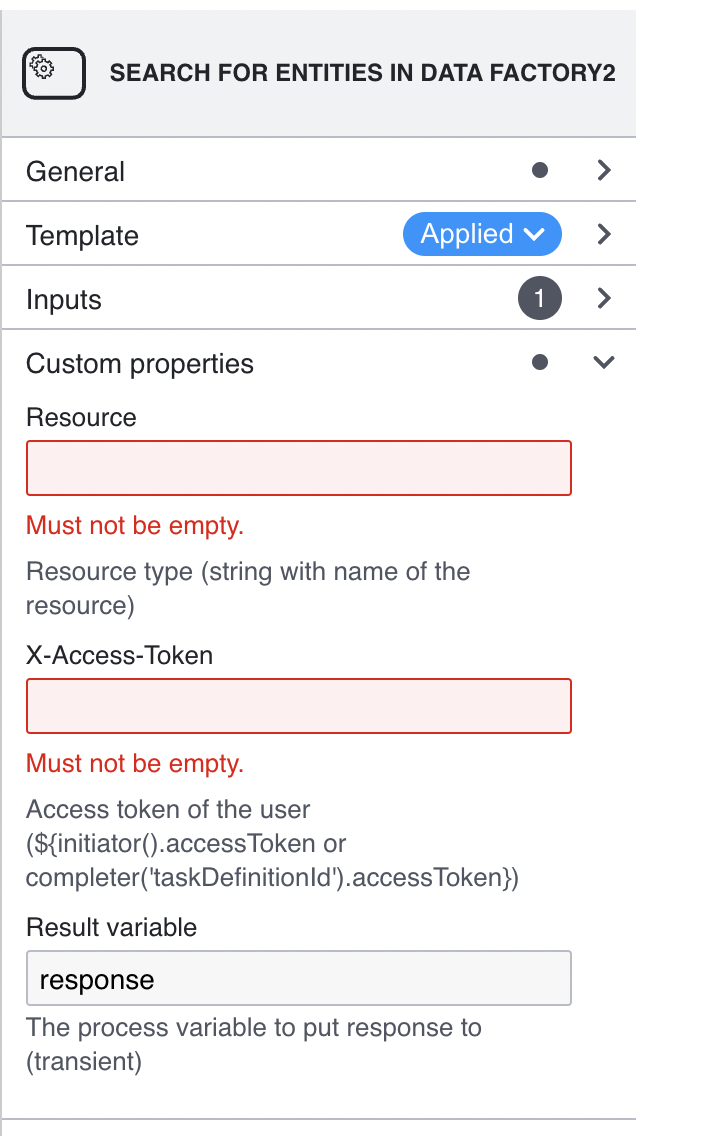 SEARCH FOR ENTITIES IN DATA FACTORY2
General
Template Applied
Inputs 1
Custom properties
Resource
Must not be empty.
Resource type (string with name of the
resource)
X-Access-Token
Must not be empty.
Access token of the user
(${initiator().accessToken or
completer('taskDefinitionId').accessToken})
Result variable
response
The process variable to put response to
(transient)